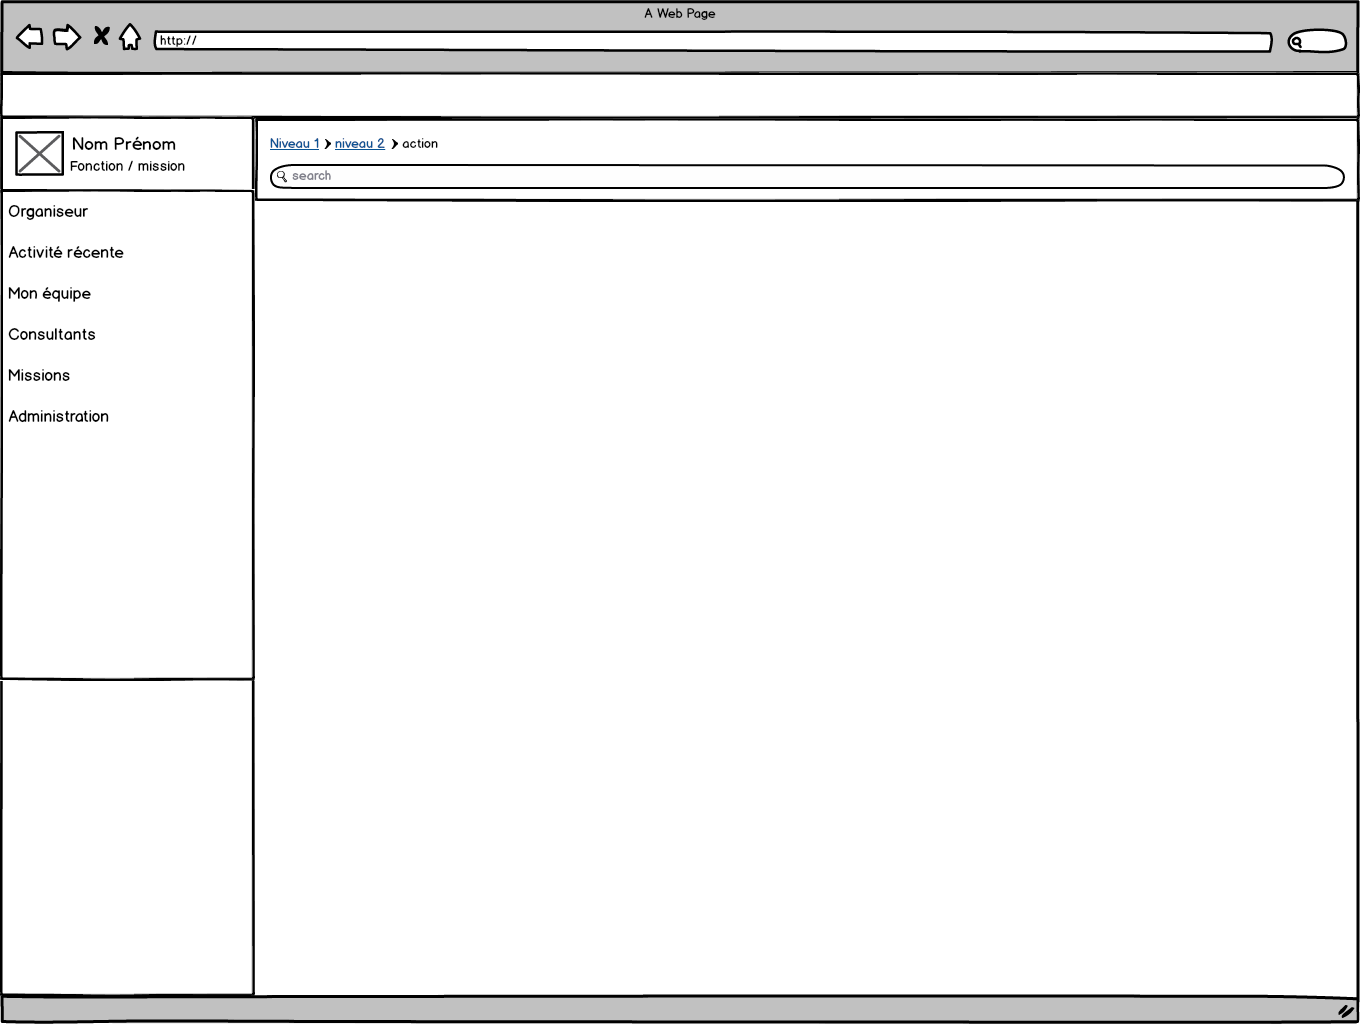 A Web Page
http://
Nom Prénom
Fonction / mission
Niveau 1 niveau 2 action
search
Organiseur
Activité récente
Mon équipe
Consultants
Missions
Administration